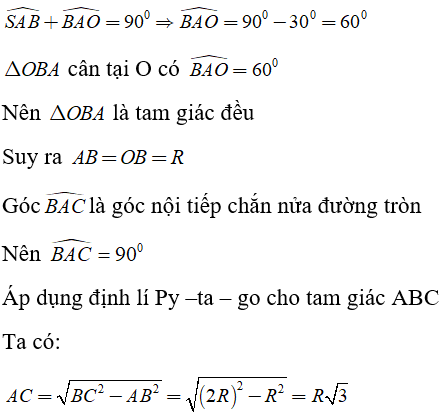 $\widehat{SAB}+\widehat{BAO}=90^0 \Rightarrow \widehat{BAO}=90^0-30^0=60^0$
$\Delta OBA$ cân tại O có $\widehat{BAO}=60^0$
Nên $\Delta OBA$ là tam giác đều
Suy ra $AB=OB=R$
Góc $\widehat{BAC}$ là góc nội tiếp chắn nửa đường tròn
Nên $\widehat{BAC}=90^0$
Áp dụng định lí Py –ta – go cho tam giác ABC
Ta có:
$AC=\sqrt{BC^2-AB^2}=\sqrt{(2R)^2-R^2}=R\sqrt{3}$